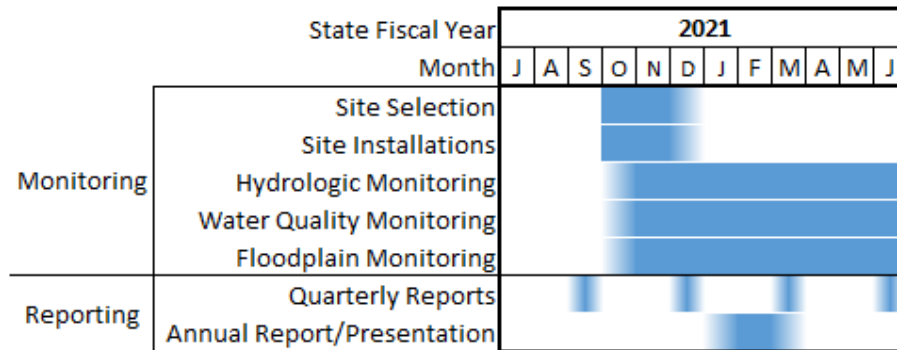 State Fiscal Year 2021
Month J A S O N D J F M A M J
Site Selection
Site Installations
Monitoring Hydrologic Monitoring
Water Quality Monitoring
Floodplain Monitoring
Reporting Quarterly Reports
Annual Report/Presentation